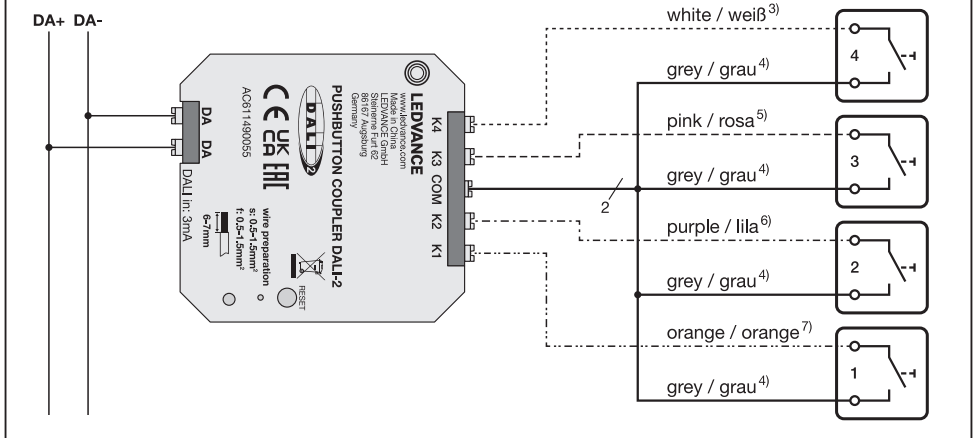 DA+ DA-
white / weiß3)
4
grey / grau4)
pink / rosa5)
3
grey / grau4)
2
purple / lila6)
2
grey / grau4)
orange / orange7)
1
grey / grau4)
K4
K3
COM
K2
K1
LEDVANCE
www.ledvance.com
Made in China
LEDVANCE GmbH
Steinerne Furt 62
86167 Augsburg
Germany
PUSHBUTTON COUPLER DALI-2
DALI
2
CE UK CA EAC
AC611490055
DA
DA
DALI in: 3mA
wire preparation
s: 0.5-1.5mm²
f: 0.5-1.5mm²
6-7mm
RESET